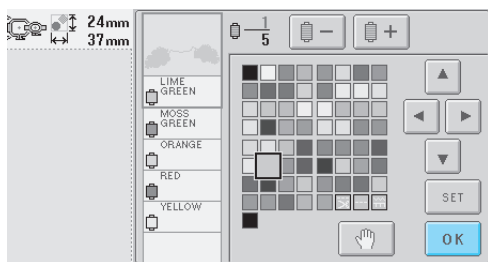 24mm
37mm
1
5
−
+
LIME
GREEN
MOSS
GREEN
ORANGE
RED
YELLOW
SET
OK